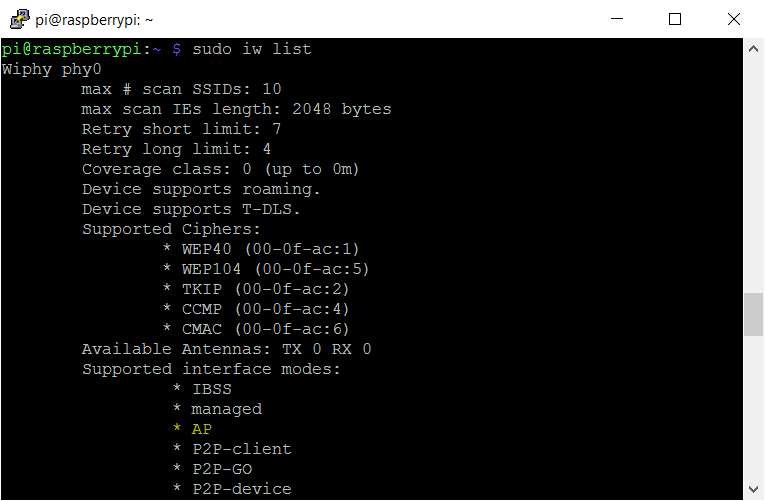 pi@raspberrypi: ~
pi@raspberrypi:~ $ sudo iw list
Wiphy phy0
        max # scan SSIDs: 10
        max scan IEs length: 2048 bytes
        Retry short limit: 7
        Retry long limit: 4
        Coverage class: 0 (up to 0m)
        Device supports roaming.
        Device supports T-DLS.
        Supported Ciphers:
                * WEP40 (00-0f-ac:1)
                * WEP104 (00-0f-ac:5)
                * TKIP (00-0f-ac:2)
                * CCMP (00-0f-ac:4)
                * CMAC (00-0f-ac:6)
        Available Antennas: TX 0 RX 0
        Supported interface modes:
                 * IBSS
                 * managed
                 * AP
                 * P2P-client
                 * P2P-GO
                 * P2P-device